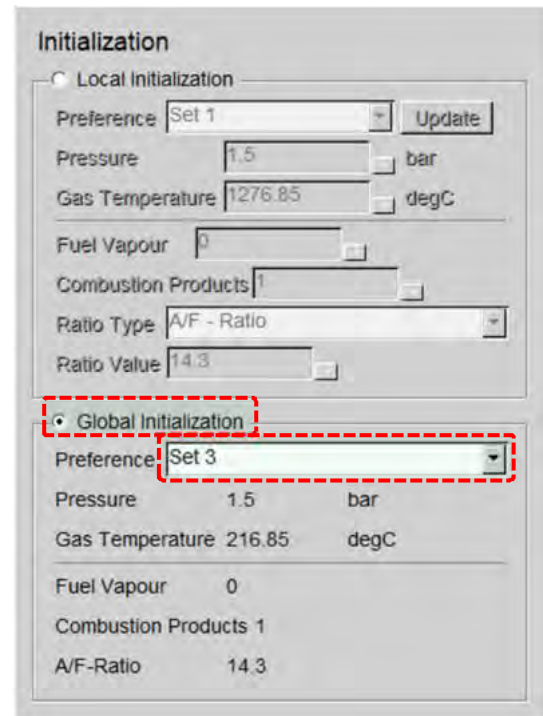 Initialization
Local Initialization
Preference Set 1 Update
Pressure 1.5 bar
Gas Temperature 1276.85 degC
Fuel Vapour 0
Combustion Products 1
Ratio Type A/F - Ratio
Ratio Value 14.3
Global Initialization
Preference Set 3
Pressure 1.5 bar
Gas Temperature 216.85 degC
Fuel Vapour 0
Combustion Products 1
A/F-Ratio 14.3